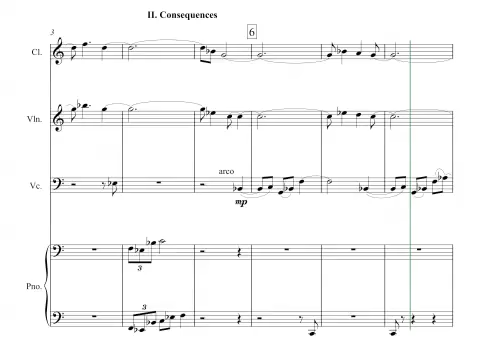 II. Consequences
3
6
Cl.
Vln.
arco
Vc.
mp
3
Pno.
3